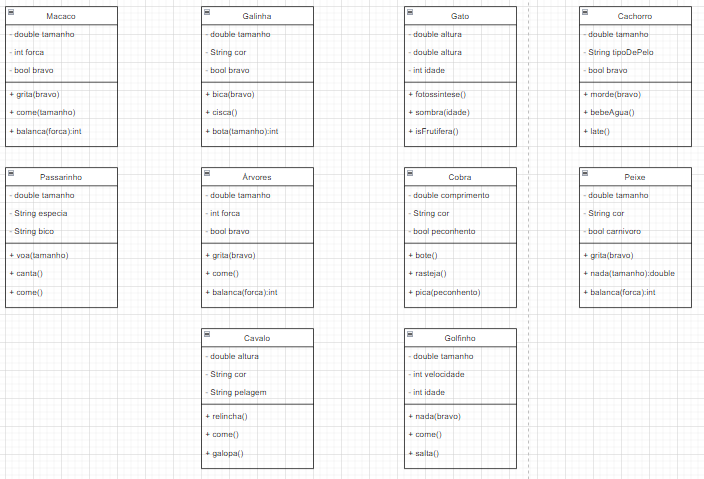 Macaco
- double tamanho
- int forca
- bool bravo
+ grita(bravo)
+ come(tamanho)
+ balanca(forca):int
Galinha
- double tamanho
- String cor
- bool bravo
+ bica(bravo)
+ cisca()
+ bota(tamanho):int
Gato
- double altura
- double altura
- int idade
+ fotossintese()
+ sombra(idade)
+ isFrutifera()
Cachorro
- double tamanho
- String tipoDePelo
- bool bravo
+ morde(bravo)
+ bebeAgua()
+ late()
Passarinho
- double tamanho
- String especia
- String bico
+ voa(tamanho)
+ canta()
+ come()
Árvores
- double tamanho
- int forca
- bool bravo
+ grita(bravo)
+ come()
+ balanca(forca):int
Cobra
- double comprimento
- String cor
- bool peconhento
+ bote()
+ rasteja()
+ pica(peconhento)
Peixe
- double tamanho
- String cor
- bool carnivoro
+ grita(bravo)
+ nada(tamanho):double
+ balanca(forca):int
Cavalo
- double altura
- String cor
- String pelagem
+ relincha()
+ come()
+ galopa()
Golfinho
- double tamanho
- int velocidade
- int idade
+ nada(bravo)
+ come()
+ salta()